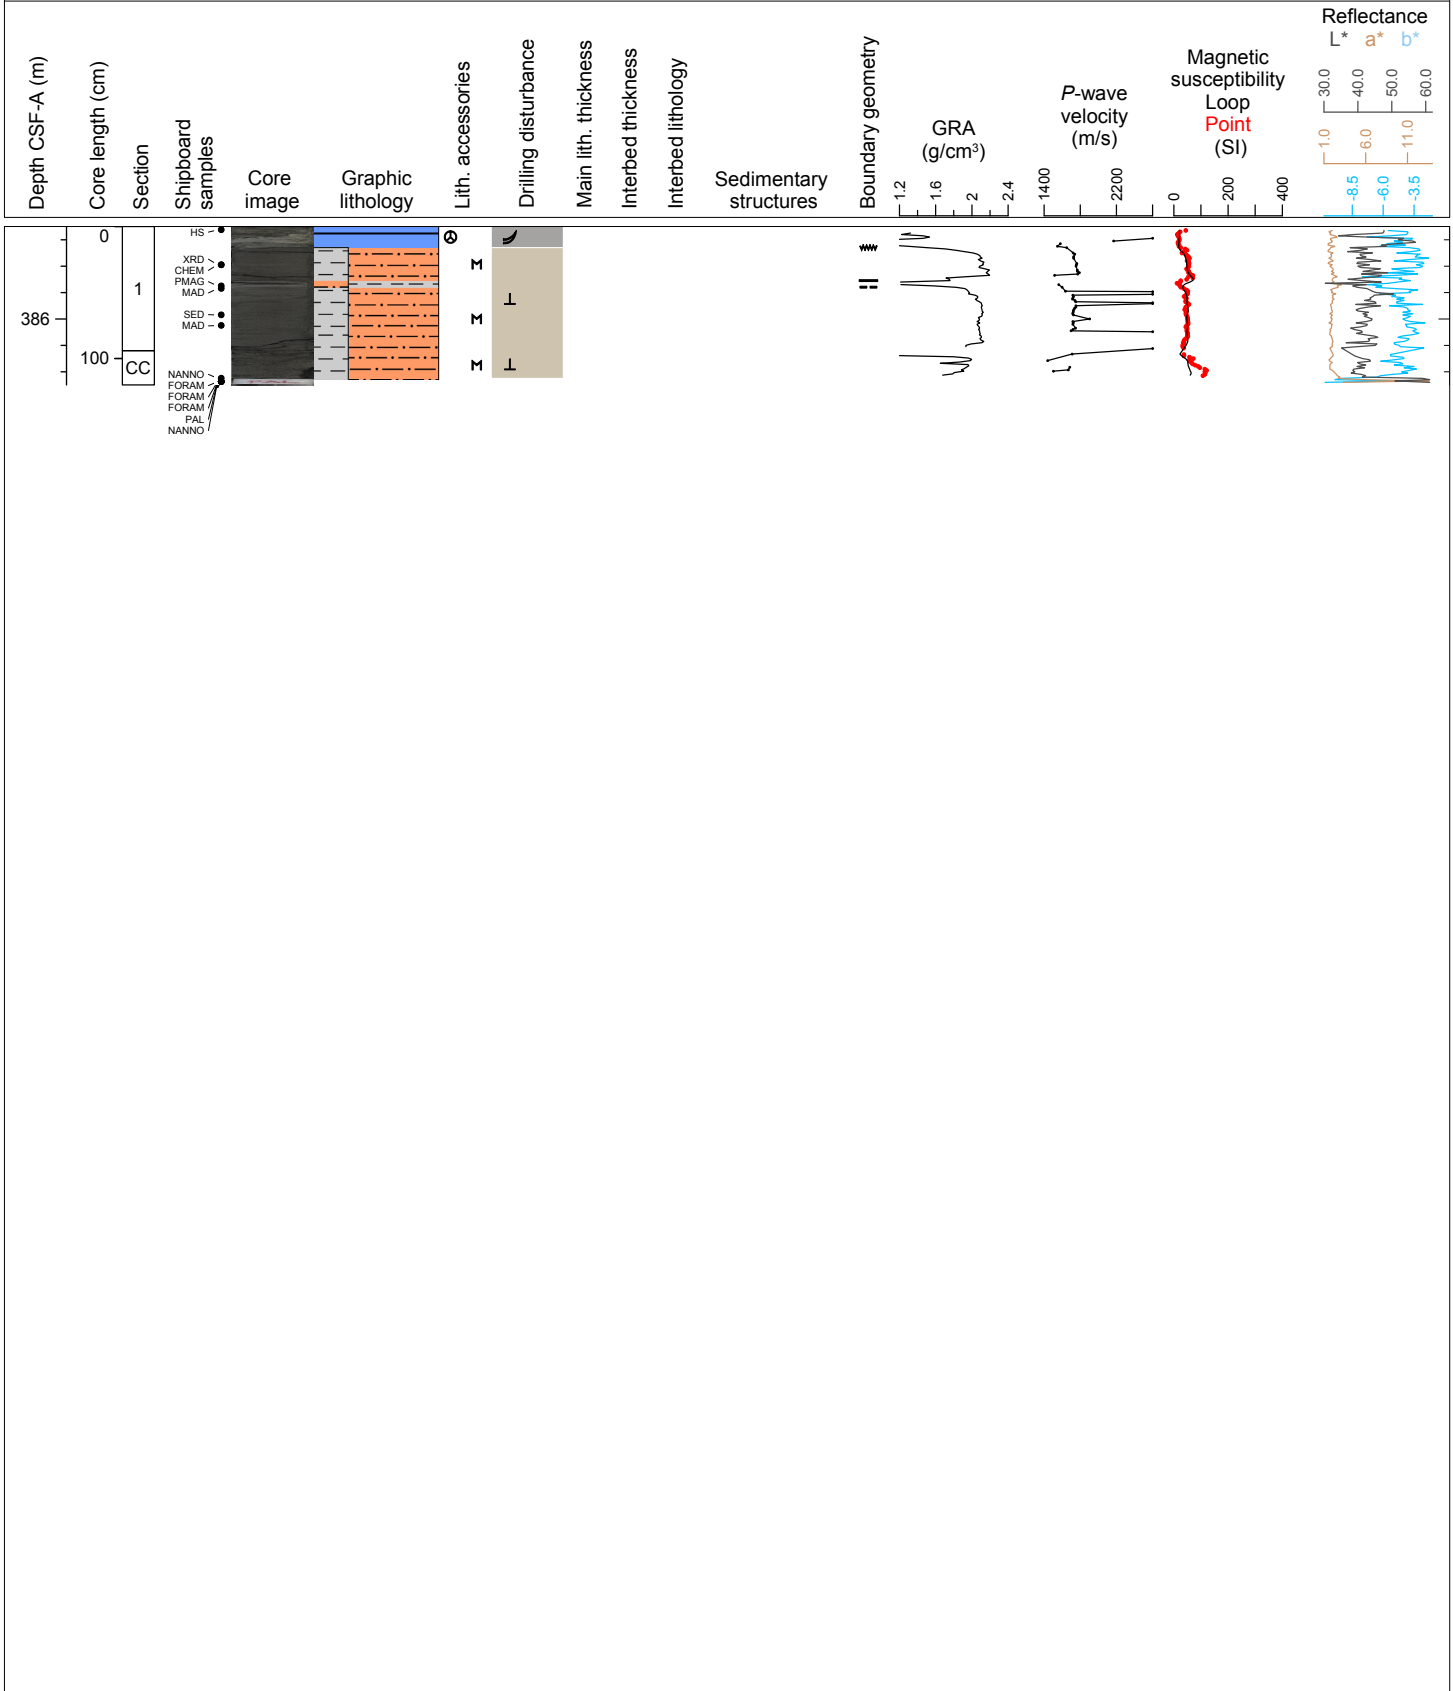 Depth CSF-A (m)
Core length (cm)
Section
Shipboard
samples
Core
image
Graphic
lithology
Lith. accessories
Drilling disturbance
Main lith. thickness
Interbed thickness
Interbed lithology
Sedimentary
structures
Boundary geometry
GRA
(g/cm³)
1.2
1.6
2
2.4
P-wave
velocity
(m/s)
1400
2200
Magnetic
susceptibility
Loop
Point
(SI)
0
200
400
Reflectance
L* a* b*
30.0
40.0
50.0
60.0
1.0
6.0
11.0
-8.5
-6.0
-3.5
386
0
100
1
CC
HS
XRD
CHEM
PMAG
MAD
SED
MAD
NANNO
FORAM
FORAM
FORAM
PAL
NANNO
PAL
M
M
M